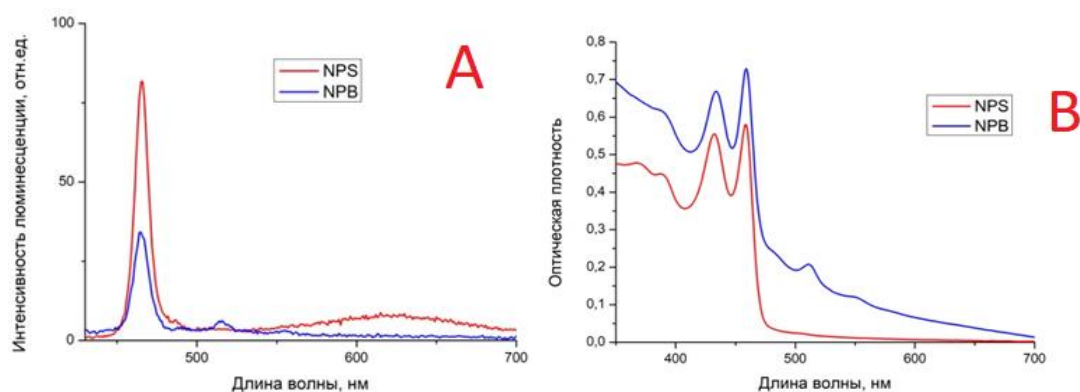 Интенсивность люминесценции, отн.ед.
100
50
0
NPS
NPB
A
500
600
700
Длина волны, нм
Оптическая плотность
0,8
0,7
0,6
0,5
0,4
0,3
0,2
0,1
0,0
NPS
NPB
B
400
500
600
700
Длина волны, нм